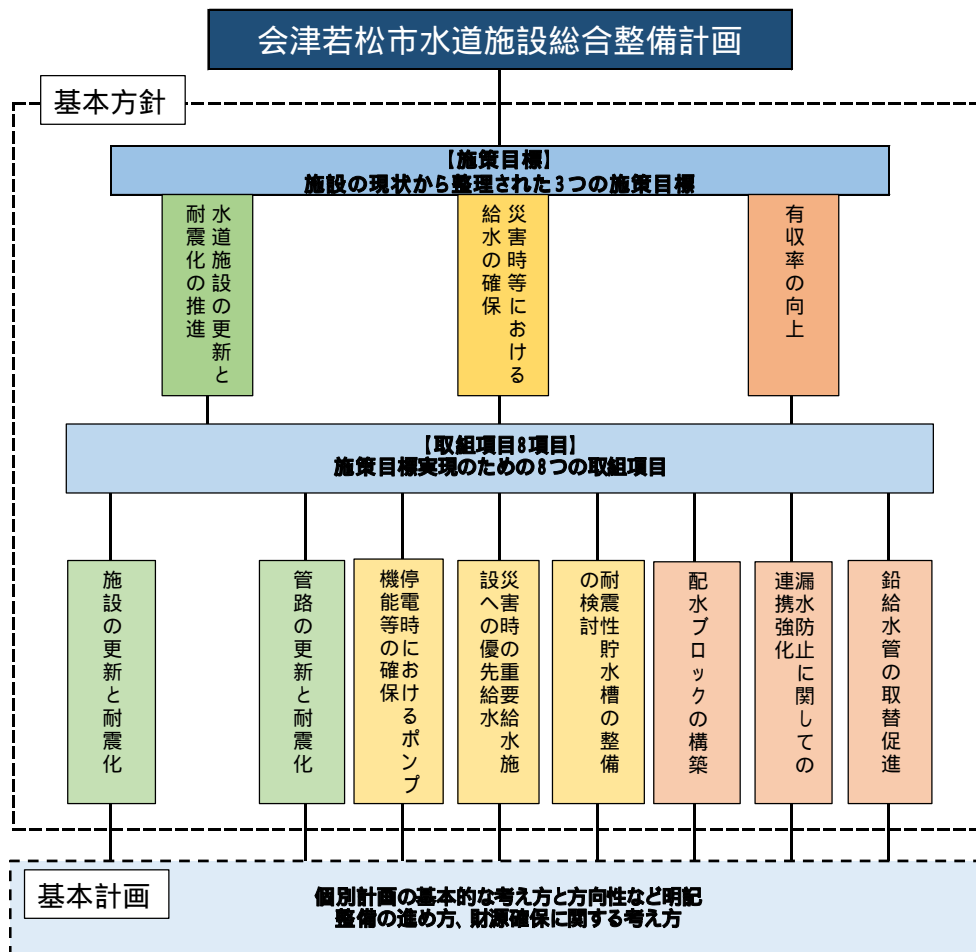 会津若松市水道施設総合整備計画
基本方針
【施策目標】
施設の現状から整理された3つの施策目標
水道施設の更新と
耐震化の推進
災害時等における
給水の確保
有収率の向上
【取組項目8項目】
施策目標実現のための8つの取組項目
施設の更新と耐震化
管路の更新と耐震化
停電時におけるポンプ
機能等の確保
災害時の重要給水施
設への優先給水
耐震性貯水槽の整備
の検討
配水ブロックの構築
漏水防止に関しての
連携強化
鉛給水管の取替促進
基本計画
個別計画の基本的な考え方と方向性など明記
整備の進め方、財源確保に関する考え方